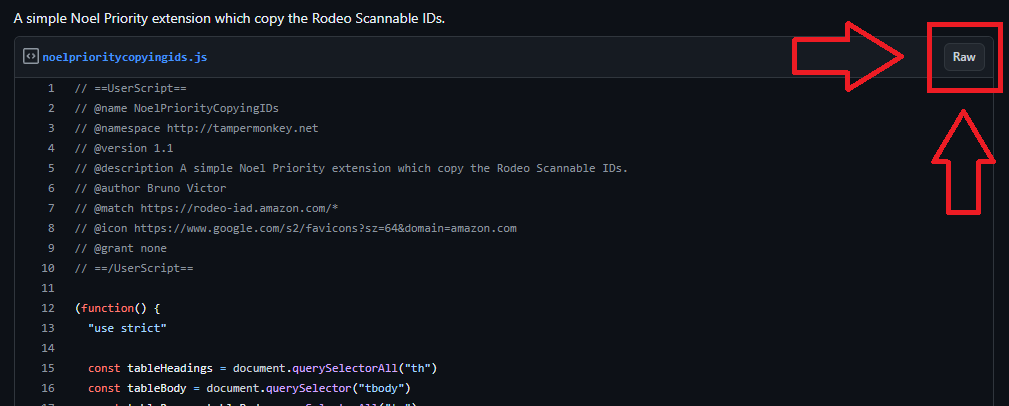 A simple Noel Priority extension which copy the Rodeo Scannable IDs.
noelprioritycopyingids.js
Raw
1 // ==UserScript==
2 // @name NoelPriorityCopyingIDs
3 // @namespace http://tampermonkey.net
4 // @version 1.1
5 // @description A simple Noel Priority extension which copy the Rodeo Scannable IDs.
6 // @author Bruno Victor
7 // @match https://rodeo-iad.amazon.com/*
8 // @icon https://www.google.com/s2/favicons?sz=64&domain=amazon.com
9 // @grant none
10 // ==/UserScript==
11
12 (function() {
13 "use strict"
14
15 const tableHeadings = document.querySelectorAll("th")
16 const tableBody = document.querySelector("tbody")